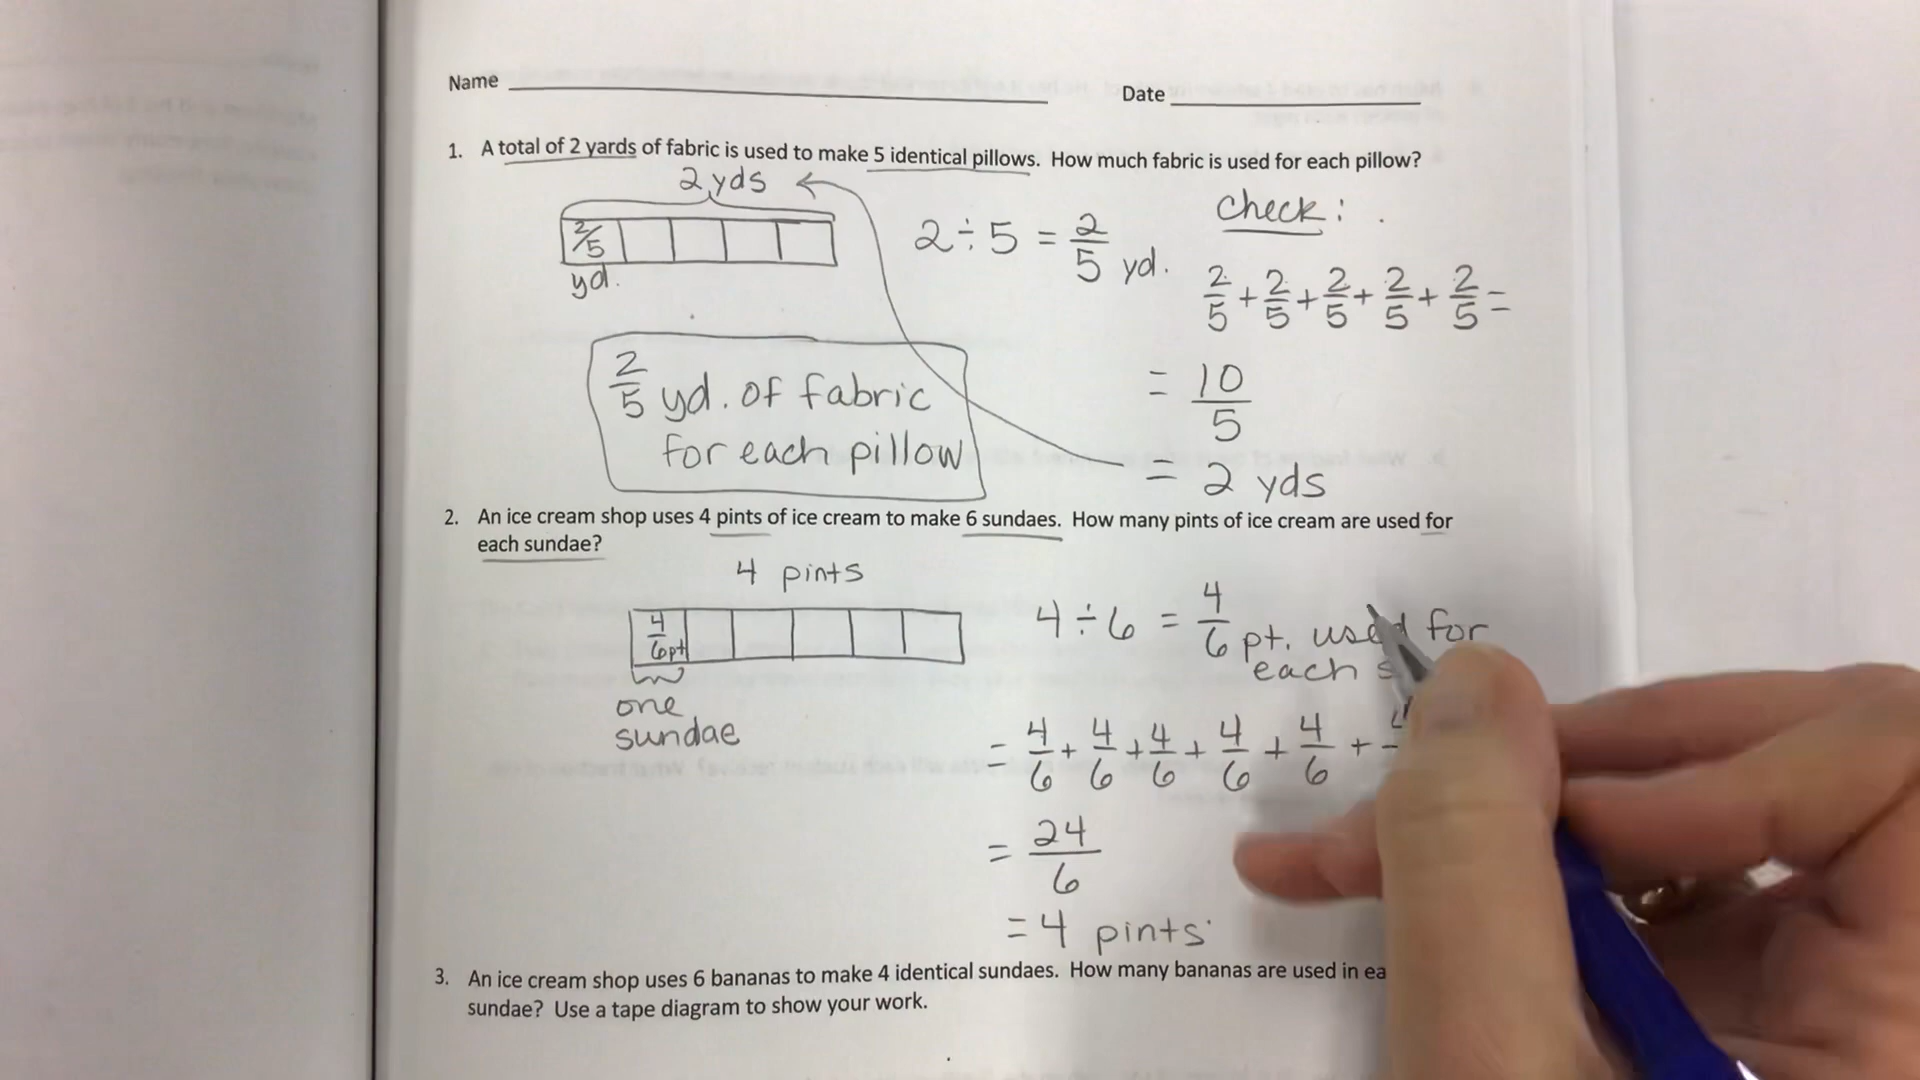 Name ____________ Date ____________
1. A total of 2 yards of fabric is used to make 5 identical pillows. How much fabric is used for each pillow?
2 yds
2/5
yd.
2 ÷ 5 = 2/5 yd.
check:
2/5 + 2/5 + 2/5 + 2/5 + 2/5 =
= 10/5
= 2 yds
2/5 yd. of fabric
for each pillow
2. An ice cream shop uses 4 pints of ice cream to make 6 sundaes. How many pints of ice cream are used for
each sundae?
4 pints
4/6 pt
one
sundae
4 ÷ 6 = 4/6 pt. used for
each
= 4/6 + 4/6 + 4/6 + 4/6 + 4/6 +
= 24/6
= 4 pints
3. An ice cream shop uses 6 bananas to make 4 identical sundaes. How many bananas are used in
sundae? Use a tape diagram to show your work.